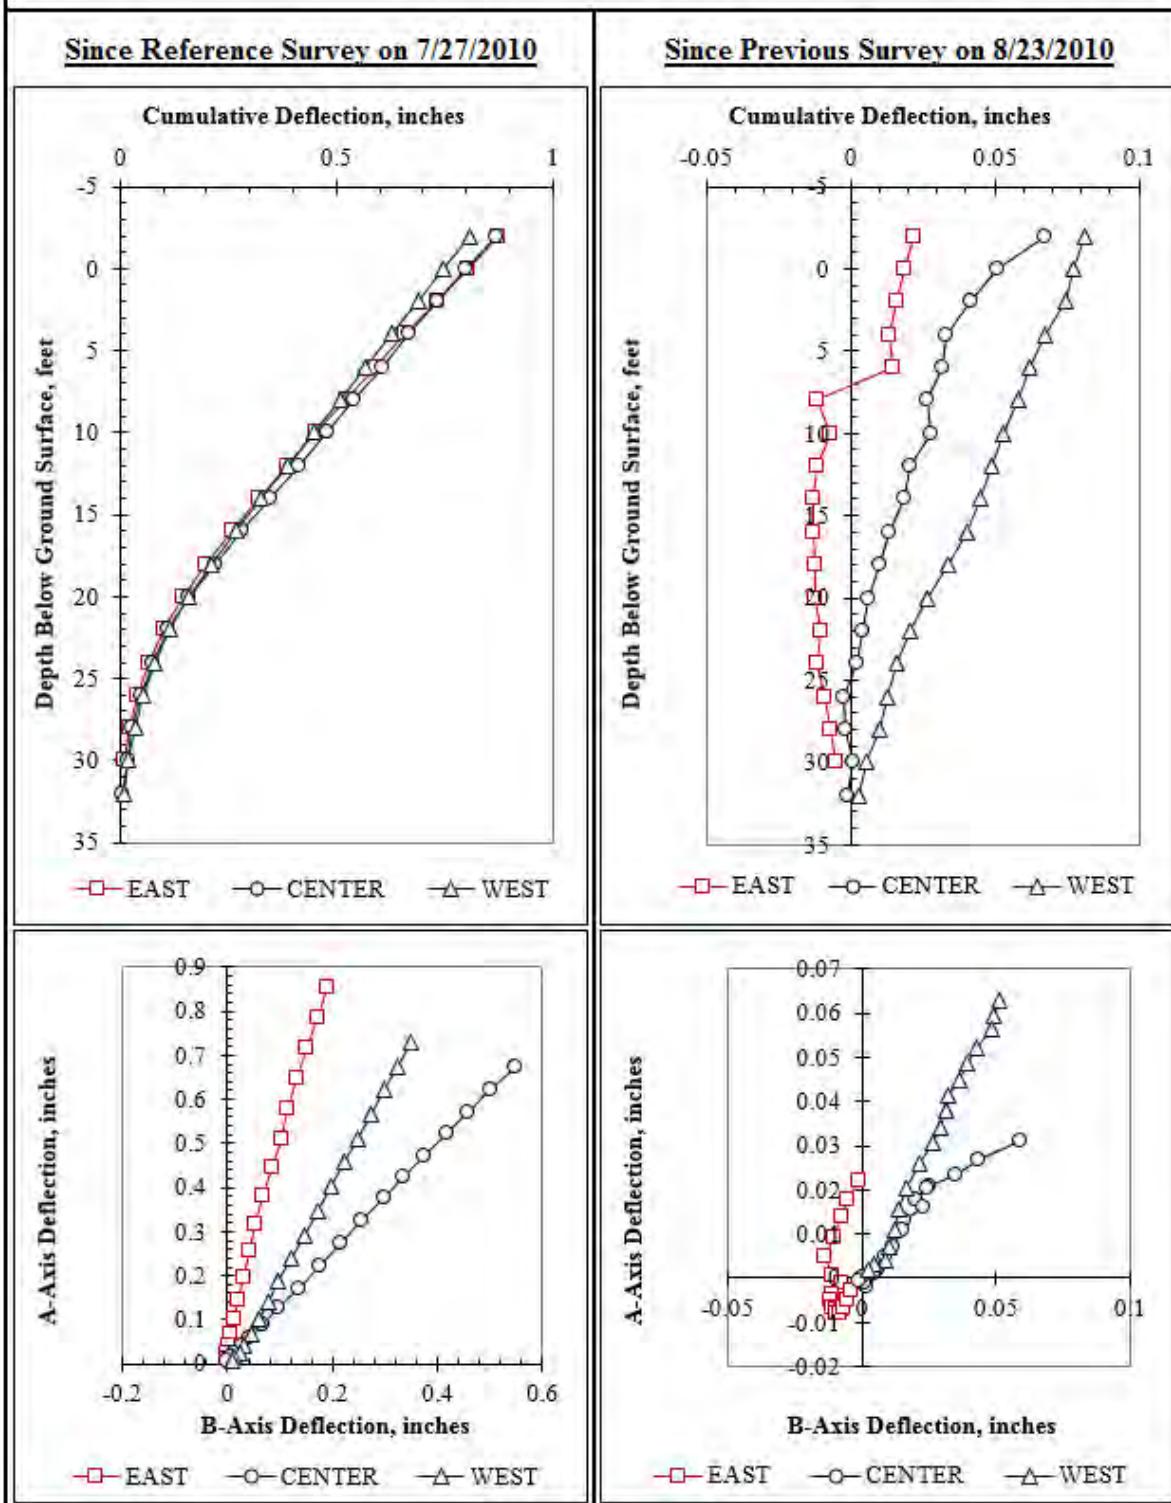 Since Reference Survey on 7/27/2010
Since Previous Survey on 8/23/2010
Cumulative Deflection, inches
0 0.5 1
-5
0
5
10
15
20
25
30
35
Depth Below Ground Surface, feet
EAST CENTER WEST
Cumulative Deflection, inches
-0.05 0 0.05 0.1
-5
0
5
10
15
20
25
30
35
Depth Below Ground Surface, feet
EAST CENTER WEST
0.9
0.8
0.7
0.6
0.5
0.4
0.3
0.2
0.1
0
A-Axis Deflection, inches
-0.2 0 0.2 0.4 0.6
B-Axis Deflection, inches
EAST CENTER WEST
0.07
0.06
0.05
0.04
0.03
0.02
0.01
0
-0.01
-0.02
A-Axis Deflection, inches
-0.05 0.05 0.1
B-Axis Deflection, inches
EAST CENTER WEST